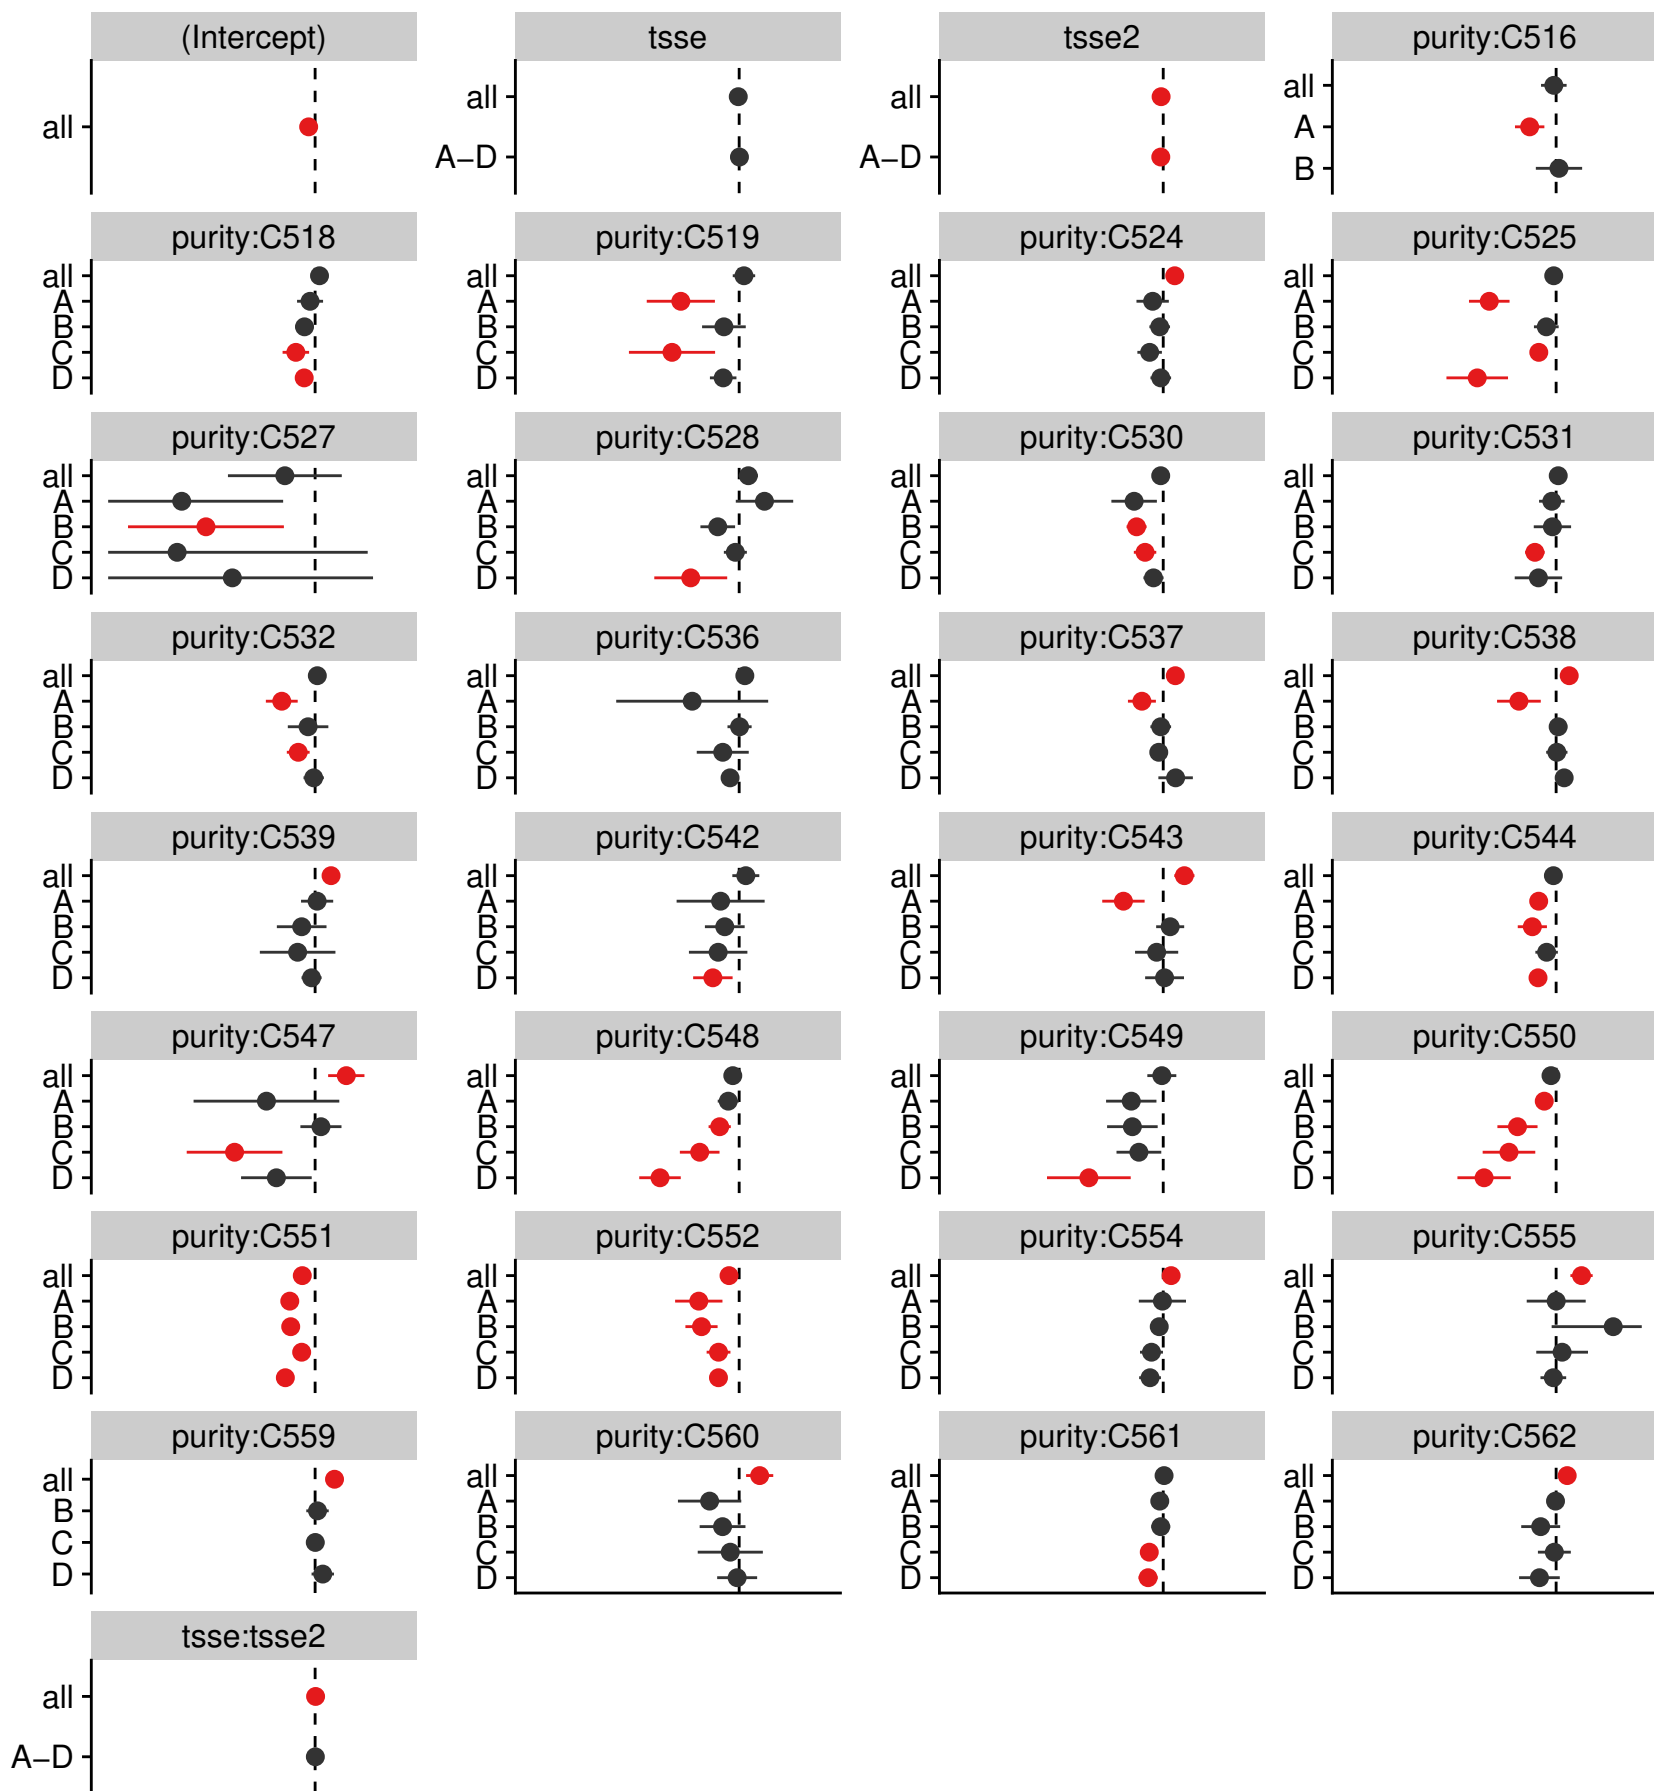 (Intercept)
all
tsse
all
A−D
tsse2
all
A−D
purity:C516
all
A
B
purity:C518
all
A
B
C
D
purity:C519
all
A
B
C
D
purity:C524
all
A
B
C
D
purity:C525
all
A
B
C
D
purity:C527
all
A
B
C
D
purity:C528
all
A
B
C
D
purity:C530
all
A
B
C
D
purity:C531
all
A
B
C
D
purity:C532
all
A
B
C
D
purity:C536
all
A
B
C
D
purity:C537
all
A
B
C
D
purity:C538
all
A
B
C
D
purity:C539
all
A
B
C
D
purity:C542
all
A
B
C
D
purity:C543
all
A
B
C
D
purity:C544
all
A
B
C
D
purity:C547
all
A
B
C
D
purity:C548
all
A
B
C
D
purity:C549
all
A
B
C
D
purity:C550
all
A
B
C
D
purity:C551
all
A
B
C
D
purity:C552
all
A
B
C
D
purity:C554
all
A
B
C
D
purity:C555
all
A
B
C
D
purity:C559
all
B
C
D
purity:C560
all
A
B
C
D
purity:C561
all
A
B
C
D
purity:C562
all
A
B
C
D
tsse:tsse2
all
A−D